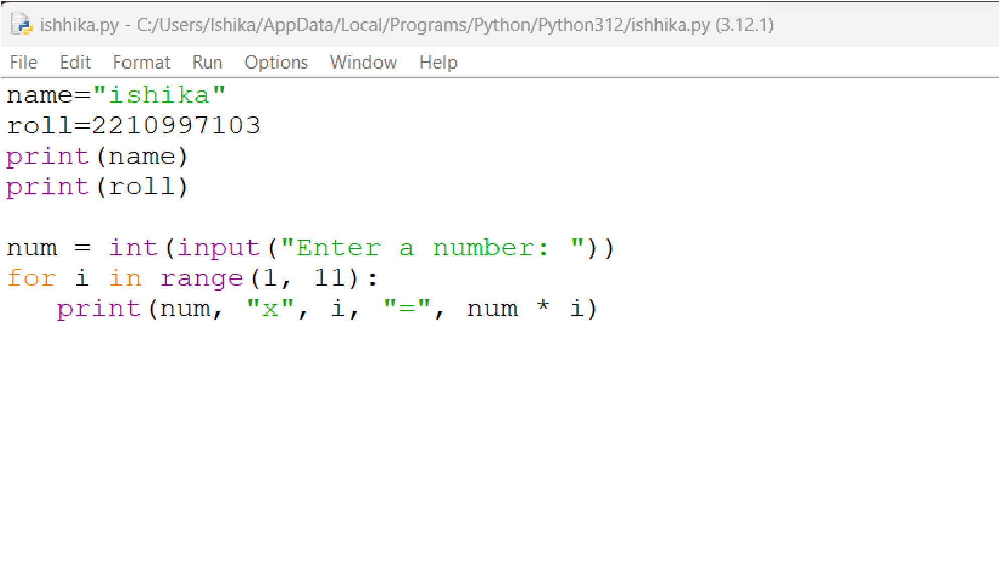 ishhika.py - C:/Users/Ishika/AppData/Local/Programs/Python/Python312/ishhika.py (3.12.1)
File Edit Format Run Options Window Help
name="ishika"
roll=2210997103
print(name)
print(roll)
num = int(input("Enter a number: "))
for i in range(1, 11):
   print(num, "x", i, "=", num * i)